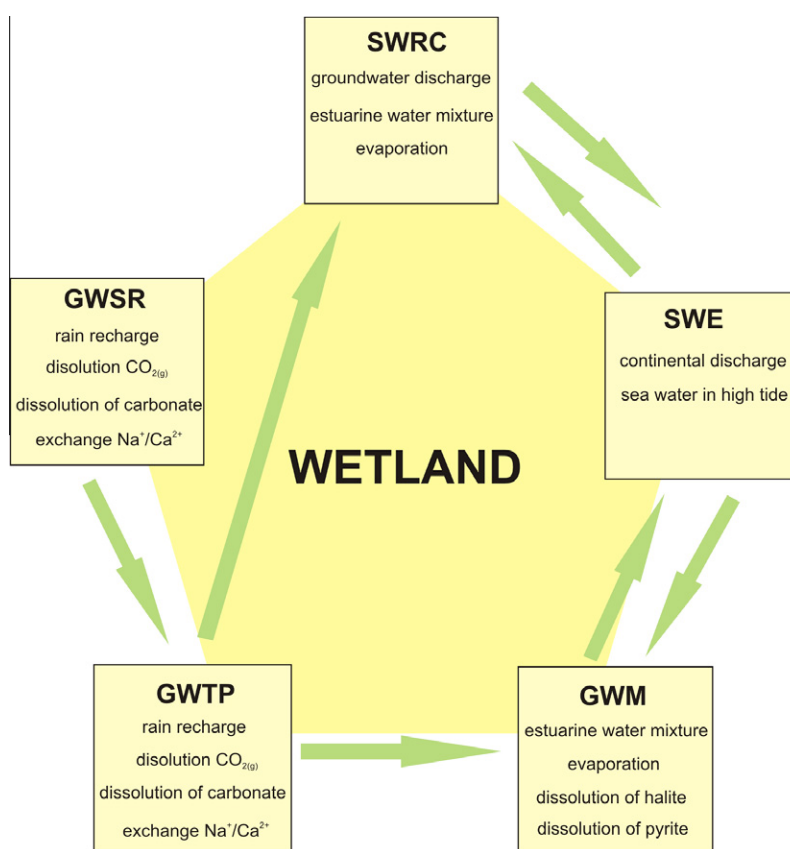 SWRC
groundwater discharge
estuarine water mixture
evaporation
GWSR
rain recharge
disolution CO₂₍g₎
dissolution of carbonate
exchange Na⁺/Ca²⁺
SWE
continental discharge
sea water in high tide
WETLAND
GWTP
rain recharge
disolution CO₂₍g₎
dissolution of carbonate
exchange Na⁺/Ca²⁺
GWM
estuarine water mixture
evaporation
dissolution of halite
dissolution of pyrite